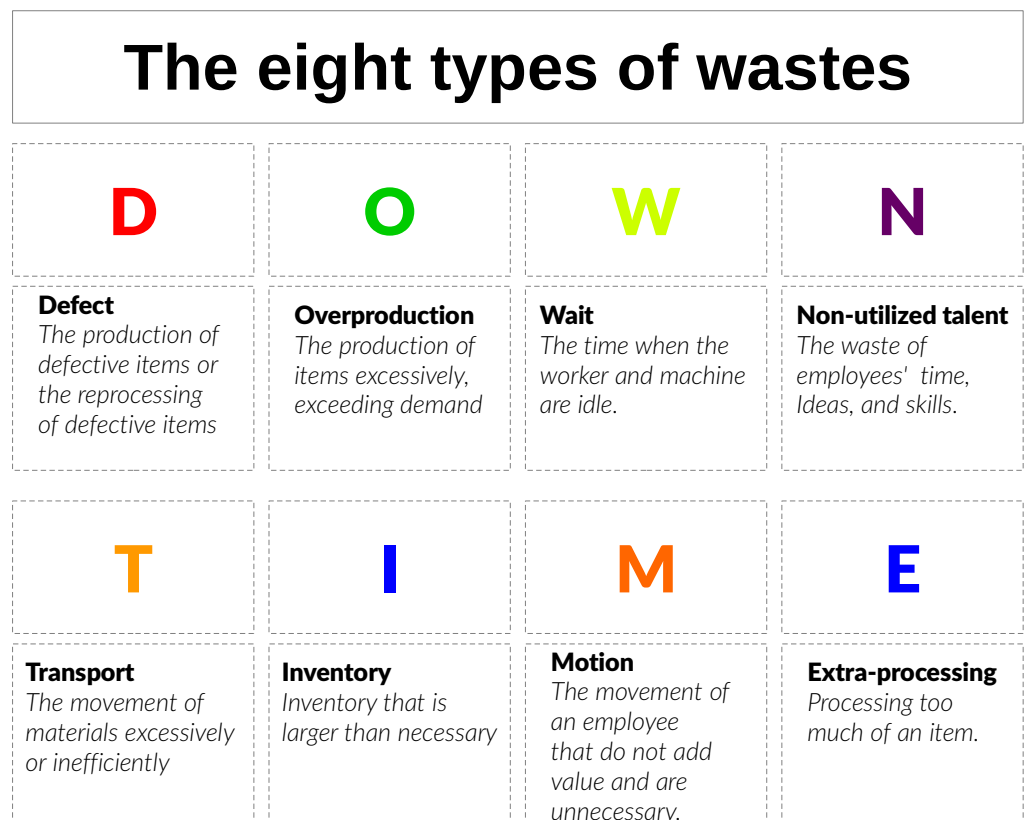 The eight types of wastes
D
O
W
N
Defect
The production of
defective items or
the reprocessing
of defective items
Overproduction
The production of
items excessively,
exceeding demand
Wait
The time when the
worker and machine
are idle.
Non-utilized talent
The waste of
employees'  time,
Ideas, and skills.
T
I
M
E
Transport
The movement of
materials excessively
or inefficiently
Inventory
Inventory that is
larger than necessary
Motion
The movement of
an employee
that do not add
value and are
unnecessary.
Extra-processing
Processing too
much of an item.